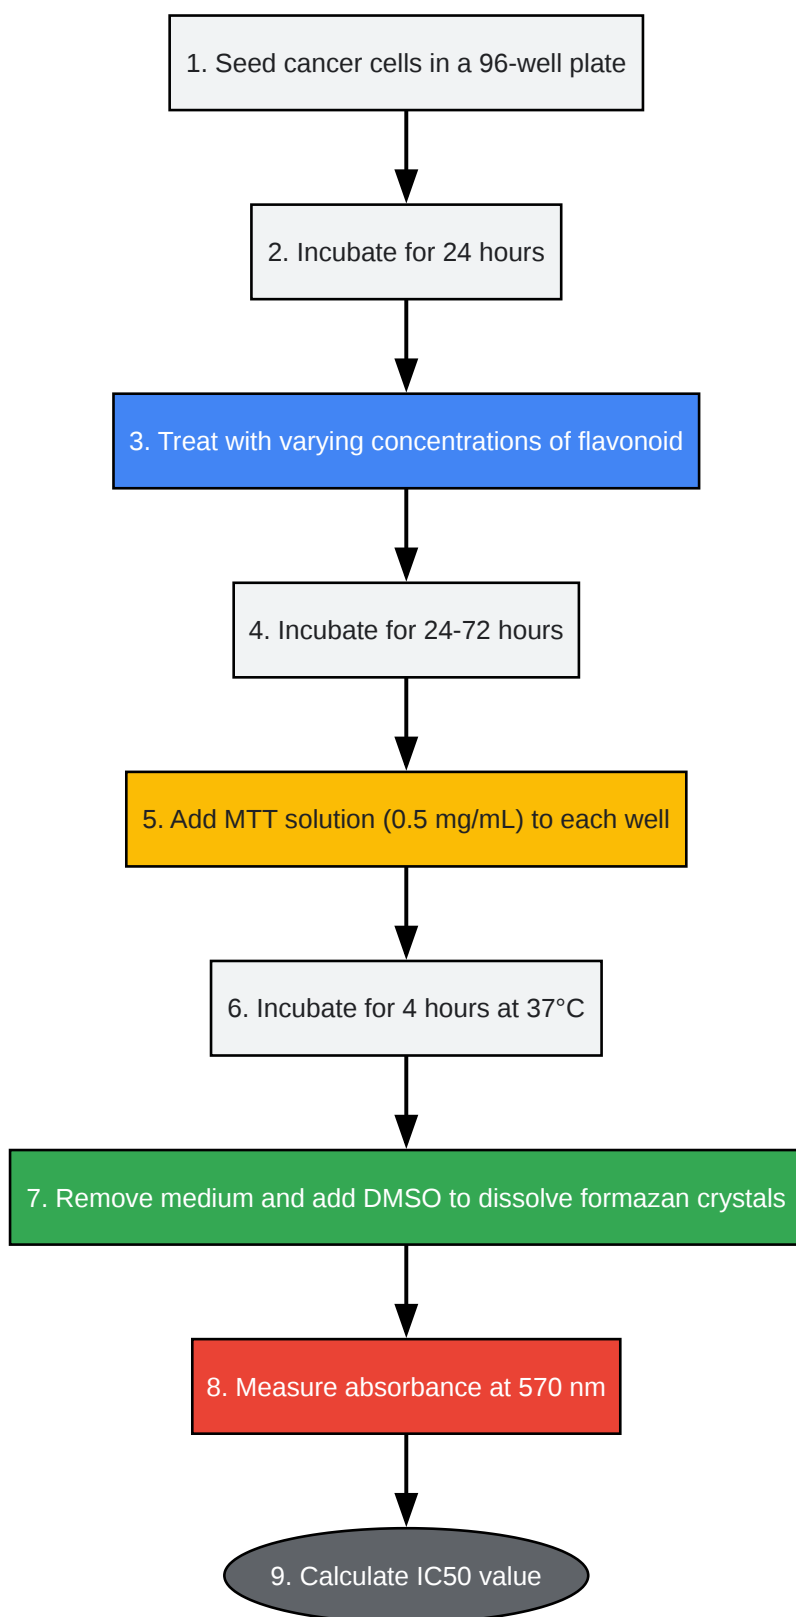 1. Seed cancer cells in a 96-well plate
2. Incubate for 24 hours
3. Treat with varying concentrations of flavonoid
4. Incubate for 24-72 hours
5. Add MTT solution (0.5 mg/mL) to each well
6. Incubate for 4 hours at 37°C
7. Remove medium and add DMSO to dissolve formazan crystals
8. Measure absorbance at 570 nm
9. Calculate IC50 value